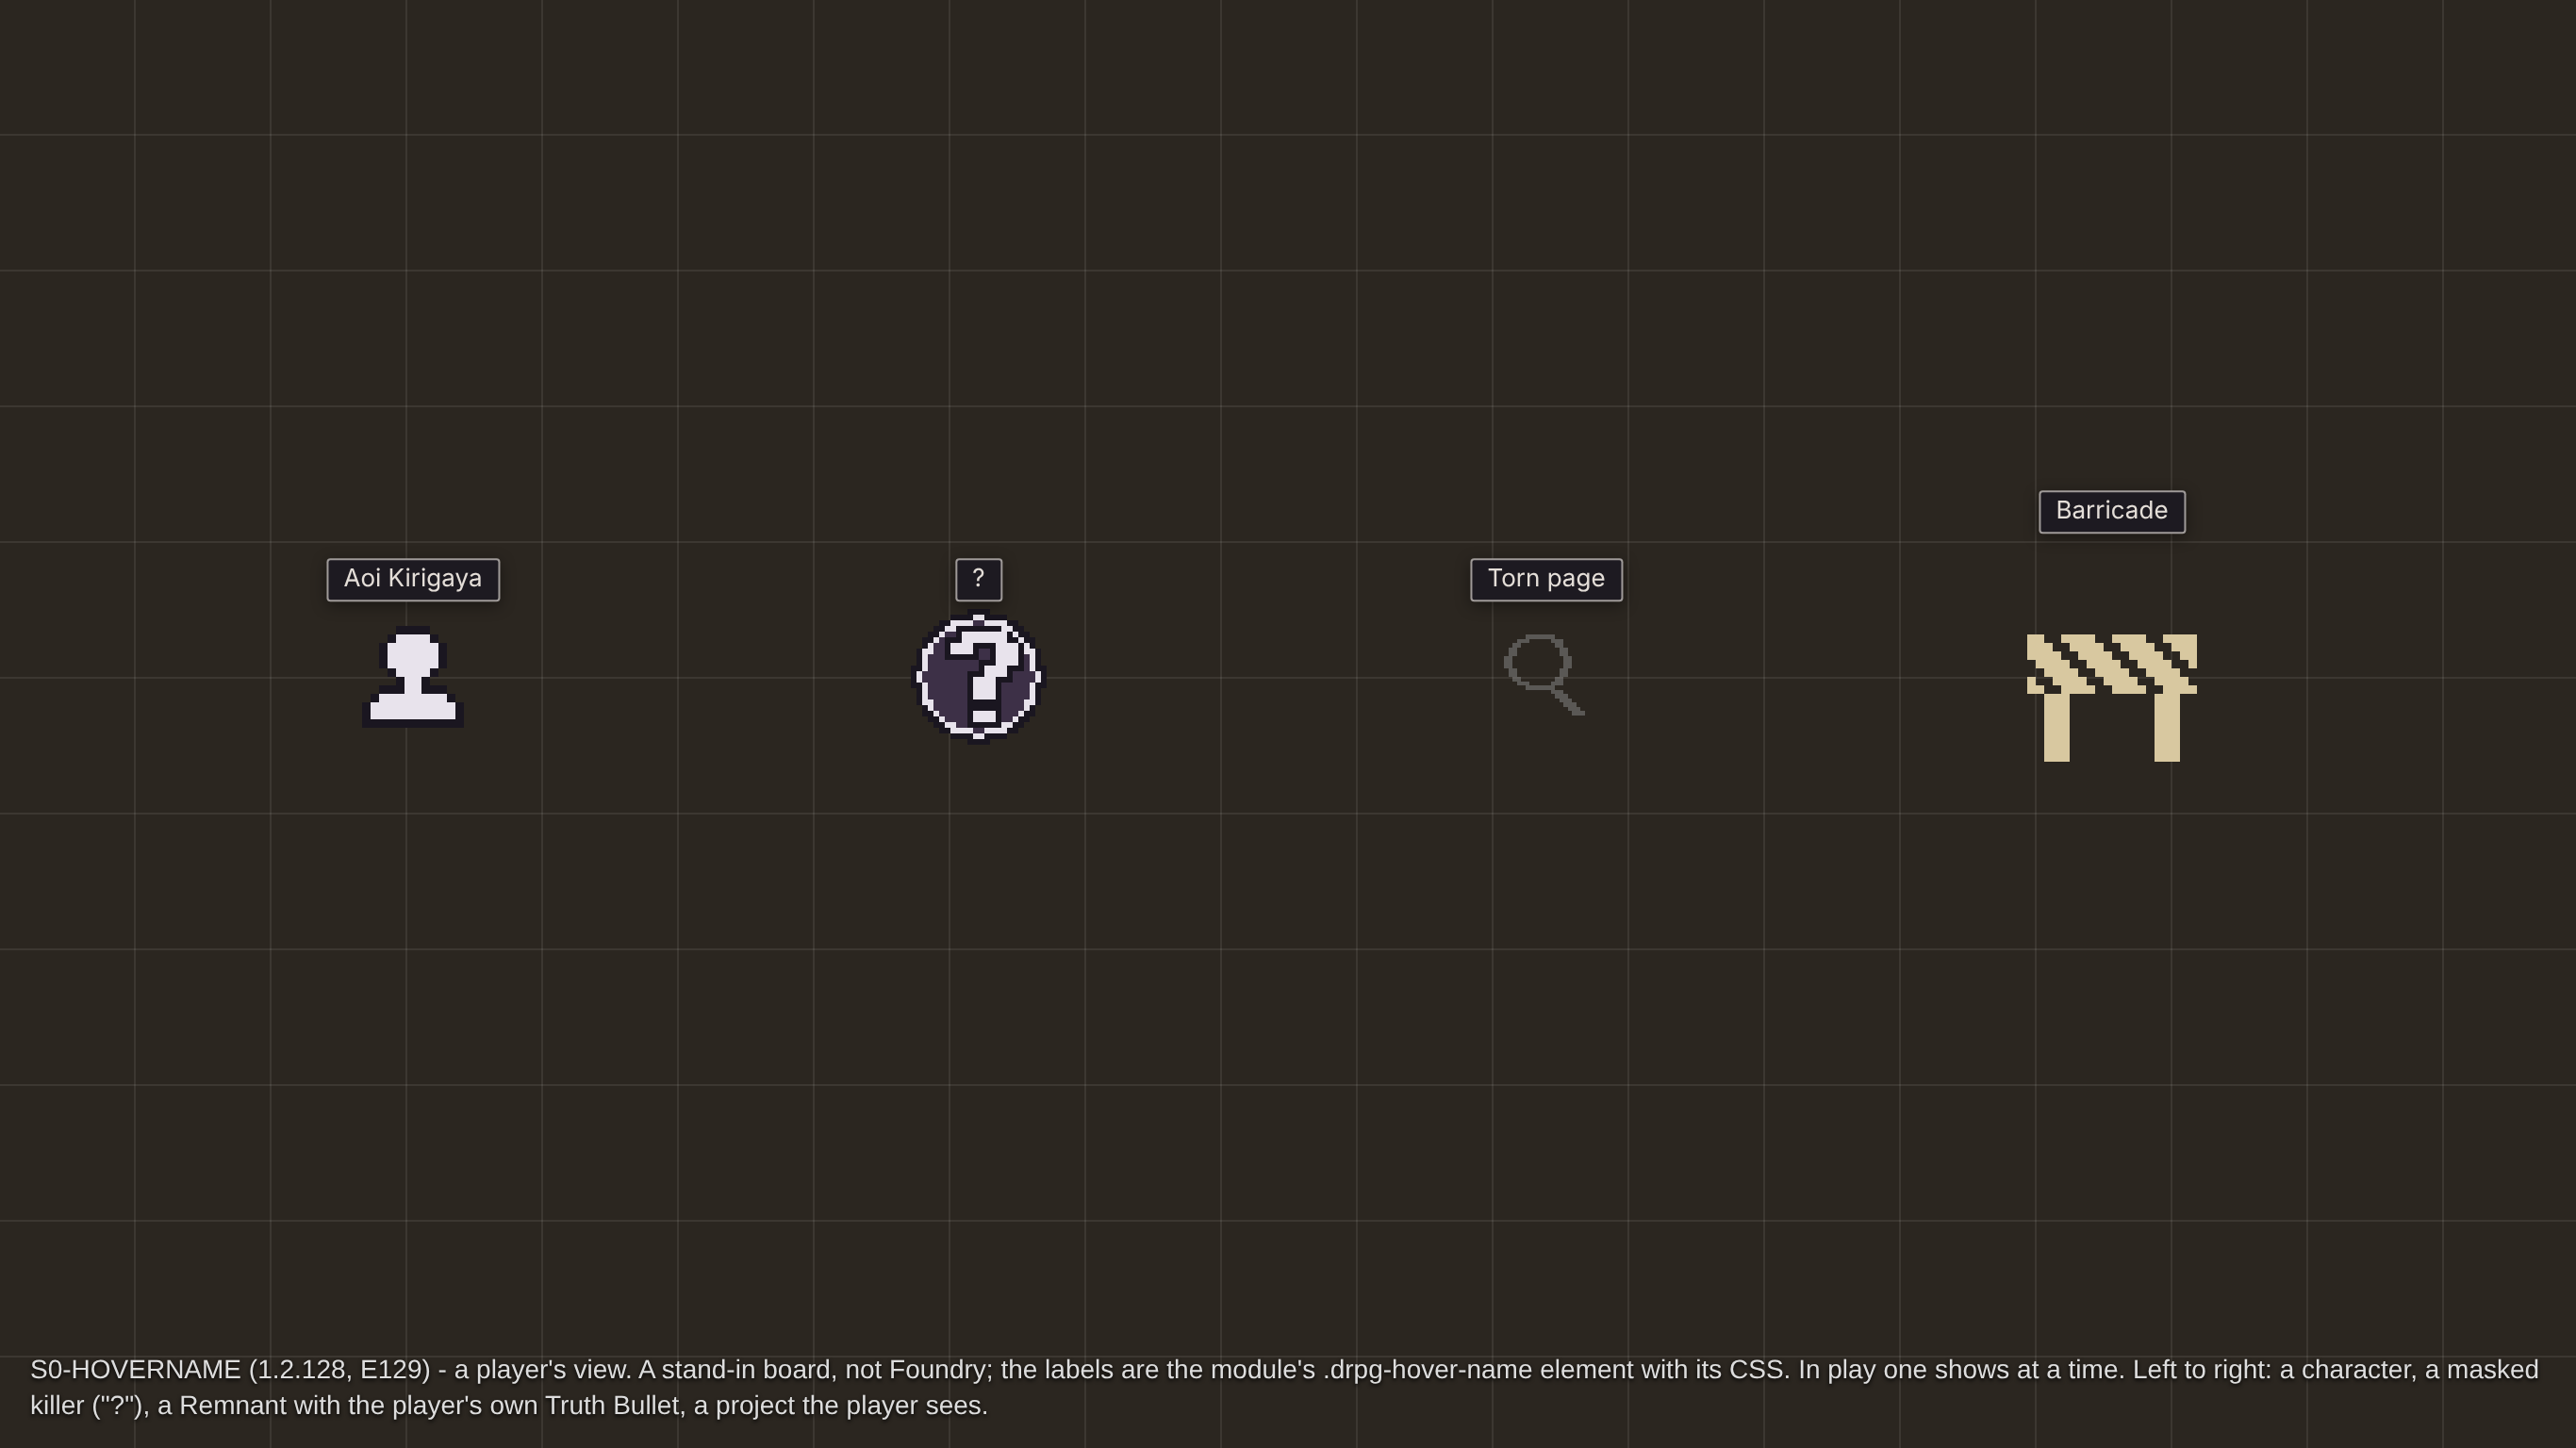 Barricade
Aoi Kirigaya
?
Torn page
S0-HOVERNAME (1.2.128, E129) - a player's view. A stand-in board, not Foundry; the labels are the module's .drpg-hover-name element with its CSS. In play one shows at a time. Left to right: a character, a masked
killer ("?"), a Remnant with the player's own Truth Bullet, a project the player sees.